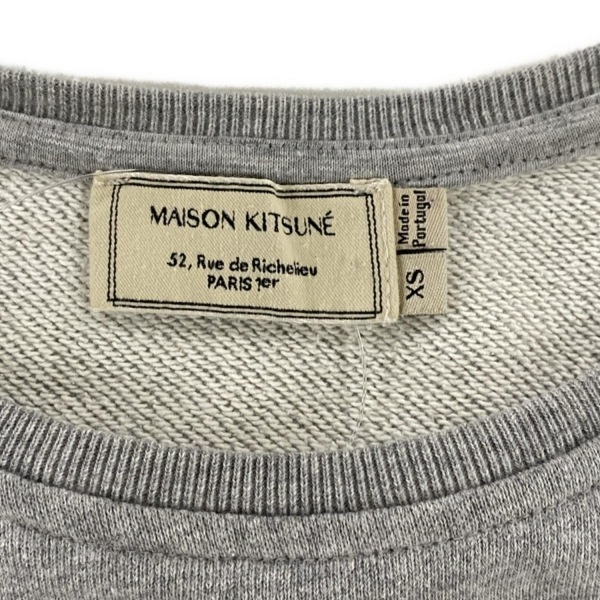 MAISON KITSUNÉ
52, Rue de Richelieu
PARIS 1er
Made in
Portugal
XS